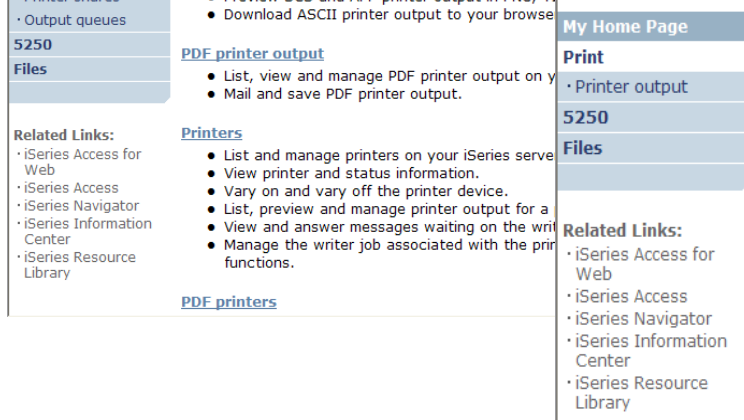 · Printer shares
· Output queues
5250
Files
Related Links:
· iSeries Access for
Web
· iSeries Access
· iSeries Navigator
· iSeries Information
Center
· iSeries Resource
Library
• Download ASCII printer output to your browse
PDF printer output
• List, view and manage PDF printer output on y
• Mail and save PDF printer output.
Printers
• List and manage printers on your iSeries serve
• View printer and status information.
• Vary on and vary off the printer device.
• List, preview and manage printer output for a
• View and answer messages waiting on the writ
• Manage the writer job associated with the prin
functions.
PDF printers
My Home Page
Print
· Printer output
5250
Files
Related Links:
· iSeries Access for
Web
· iSeries Access
· iSeries Navigator
· iSeries Information
Center
· iSeries Resource
Library